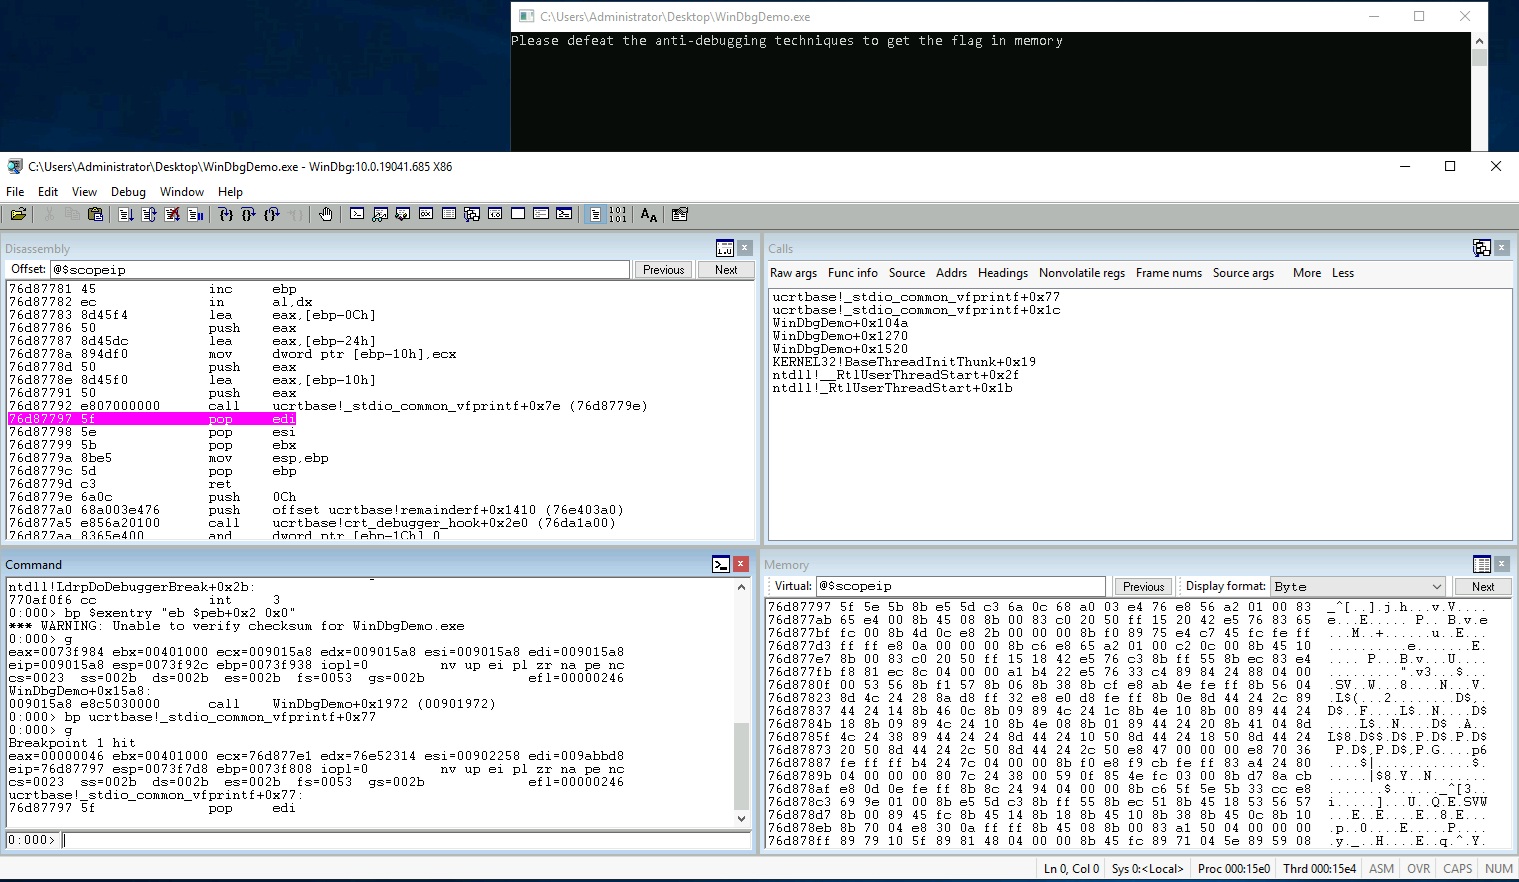 C:\Users\Administrator\Desktop\WinDbgDemo.exe
Please defeat the anti-debugging techniques to get the flag in memory
C:\Users\Administrator\Desktop\WinDbgDemo.exe - WinDbg:10.0.19041.685 X86
File Edit View Debug Window Help
Disassembly
Offset: @$scopeip Previous Next
76d87781 45 inc ebp
76d87782 ec in al,dx
76d87783 8d45f4 lea eax,[ebp-0Ch]
76d87786 50 push eax
76d87787 8d45dc lea eax,[ebp-24h]
76d8778a 894df0 mov dword ptr [ebp-10h],ecx
76d8778d 50 push eax
76d8778e 8d45f0 lea eax,[ebp-10h]
76d87791 50 push eax
76d87792 e807000000 call ucrtbase!_stdio_common_vfprintf+0x7e (76d8779e)
76d87797 5f pop edi
76d87798 5e pop esi
76d87799 5b pop ebx
76d8779a 8be5 mov esp,ebp
76d8779c 5d pop ebp
76d8779d c3 ret
76d8779e 6a0c push 0Ch
76d877a0 68a003e476 push offset ucrtbase!remainderf+0x1410 (76e403a0)
76d877a5 e856a20100 call ucrtbase!crt_debugger_hook+0x2e0 (76da1a00)
76d877aa 8365e400 and dword ptr [ebp-1Ch],0
Calls
Raw args Func info Source Addrs Headings Nonvolatile regs Frame nums Source args More Less
ucrtbase!_stdio_common_vfprintf+0x77
ucrtbase!_stdio_common_vfprintf+0x1c
WinDbgDemo+0x104a
WinDbgDemo+0x1270
WinDbgDemo+0x1520
KERNEL32!BaseThreadInitThunk+0x19
ntdll!__RtlUserThreadStart+0x2f
ntdll!_RtlUserThreadStart+0x1b
Command
ntdll!LdrpDoDebuggerBreak+0x2b:
770af0f6 cc int 3
0:000> bp $exentry "eb $peb+0x2 0x0"
*** WARNING: Unable to verify checksum for WinDbgDemo.exe
0:000> g
eax=0073f984 ebx=00401000 ecx=009015a8 edx=009015a8 esi=009015a8 edi=009015a8
eip=009015a8 esp=0073f92c ebp=0073f938 iopl=0 nv up ei pl zr na pe nc
cs=0023 ss=002b ds=002b es=002b fs=0053 gs=002b efl=00000246
WinDbgDemo+0x15a8:
009015a8 e8c5030000 call WinDbgDemo+0x1972 (00901972)
0:000> bp ucrtbase!_stdio_common_vfprintf+0x77
0:000> g
Breakpoint 1 hit
eax=00000046 ebx=00401000 ecx=76d877e1 edx=76e52314 esi=00902258 edi=009abbd8
eip=76d87797 esp=0073f7d8 ebp=0073f808 iopl=0 nv up ei pl zr na pe nc
cs=0023 ss=002b ds=002b es=002b fs=0053 gs=002b efl=00000246
ucrtbase!_stdio_common_vfprintf+0x77:
76d87797 5f pop edi
0:000>
Memory
Virtual: @$scopeip Previous Display format: Byte Next
76d87797 5f 5e 5b 8b e5 5d c3 6a 0c 68 a0 03 e4 76 e8 56 a2 01 00 83 _^[..].j.h...v.V....
76d877ab 65 e4 00 8b 45 08 8b 00 83 c0 20 50 ff 15 20 42 e5 76 83 65 e...E..... P.. B.v.e
76d877bf fc 00 8b 4d 0c e8 2b 00 00 00 8b f0 89 75 e4 c7 45 fc fe ff ...M..+......u..E...
76d877d3 ff ff e8 0a 00 00 00 8b c6 e8 65 a2 01 00 c2 0c 00 8b 45 10 ..........e.......E.
76d877e7 8b 00 83 c0 20 50 ff 15 18 42 e5 76 c3 8b ff 55 8b ec 83 e4 .... P...B.v...U....
76d877fb f8 81 ec 8c 04 00 00 a1 b4 22 e5 76 33 c4 89 84 24 88 04 00 .........".v3...$...
76d8780f 00 53 56 8b f1 57 8b 06 8b 38 8b cf e8 ab 4e fe ff 8b 56 04 .SV..W...8....N...V.
76d87823 8d 4c 24 28 8a d8 ff 32 e8 e0 d8 fe ff 8b 0e 8d 44 24 2c 89 .L$(...2........D$,.
76d87837 44 24 14 8b 46 0c 8b 09 89 4c 24 1c 8b 4e 10 8b 00 89 44 24 D$..F....L$..N....D$
76d8784b 18 8b 09 89 4c 24 10 8b 4e 08 8b 01 89 44 24 20 8b 41 04 8d ....L$..N....D$ .A..
76d8785f 4c 24 38 89 44 24 24 8d 44 24 10 50 8d 44 24 18 50 8d 44 24 L$8.D$$.D$.P.D$.P.D$
76d87873 20 50 8d 44 24 2c 50 8d 44 24 2c 50 e8 47 00 00 00 e8 70 36 P.D$,P.D$,P.G....p6
76d87887 fe ff ff b4 24 7c 04 00 00 8b f0 e8 f9 cb fe ff 83 a4 24 80 ....$|............$.
76d8789b 04 00 00 00 80 7c 24 38 00 59 0f 85 4e fc 03 00 8b d7 8a cb .....|$8.Y..N.......
76d878af e8 0d 0e fe ff 8b 8c 24 94 04 00 00 8b c6 5f 5e 5b 33 cc e8 .......$......_^[3..
76d878c3 69 9e 01 00 8b e5 5d c3 8b ff 55 8b ec 51 8b 45 18 53 56 57 i.....]...U..Q.E.SVW
76d878d7 8b 00 89 45 fc 8b 45 14 8b 18 8b 45 10 8b 38 8b 45 0c 8b 10 ...E..E....E..8.E...
76d878eb 8b 70 04 e8 30 0a ff ff 8b 45 08 8b 00 83 a1 50 04 00 00 00 .p..0....E.....P....
76d878ff 89 79 10 5f 89 81 48 04 00 00 8b 45 fc 89 71 04 5e 89 59 08 .y._..H....E..q.^.Y.
Ln 0, Col 0 Sys 0:<Local> Proc 000:15e0 Thrd 000:15e4 ASM OVR CAPS NUM